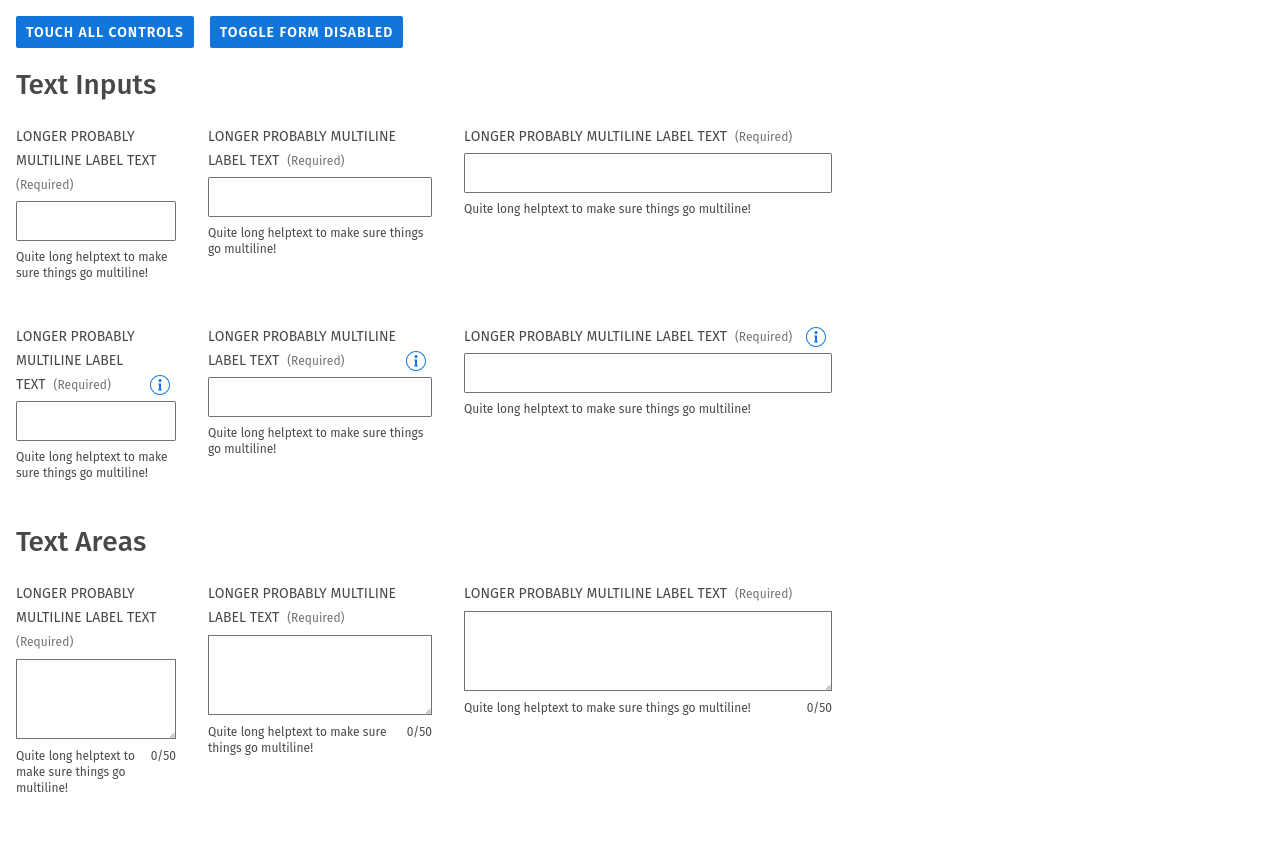 TOUCH ALL CONTROLS
TOGGLE FORM DISABLED
Text Inputs
LONGER PROBABLY
MULTILINE LABEL TEXT
(Required)
Quite long helptext to make
sure things go multiline!
LONGER PROBABLY MULTILINE
LABEL TEXT (Required)
Quite long helptext to make sure things
go multiline!
LONGER PROBABLY MULTILINE LABEL TEXT (Required)
Quite long helptext to make sure things go multiline!
LONGER PROBABLY
MULTILINE LABEL
TEXT (Required)
Quite long helptext to make
sure things go multiline!
LONGER PROBABLY MULTILINE
LABEL TEXT (Required)
Quite long helptext to make sure things
go multiline!
LONGER PROBABLY MULTILINE LABEL TEXT (Required)
Quite long helptext to make sure things go multiline!
Text Areas
LONGER PROBABLY
MULTILINE LABEL TEXT
(Required)
Quite long helptext to 0/50
make sure things go
multiline!
LONGER PROBABLY MULTILINE
LABEL TEXT (Required)
Quite long helptext to make sure 0/50
things go multiline!
LONGER PROBABLY MULTILINE LABEL TEXT (Required)
Quite long helptext to make sure things go multiline! 0/50